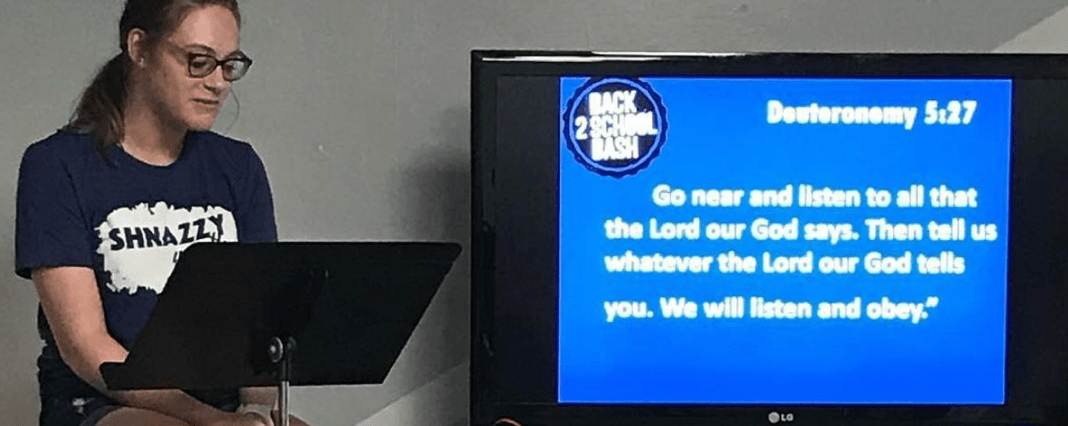 SHNAZZY
BACK
2 SCHOOL
BASH
Deuteronomy 5:27
Go near and listen to all that
the Lord our God says. Then tell us
whatever the Lord our God tells
you. We will listen and obey.”
LG